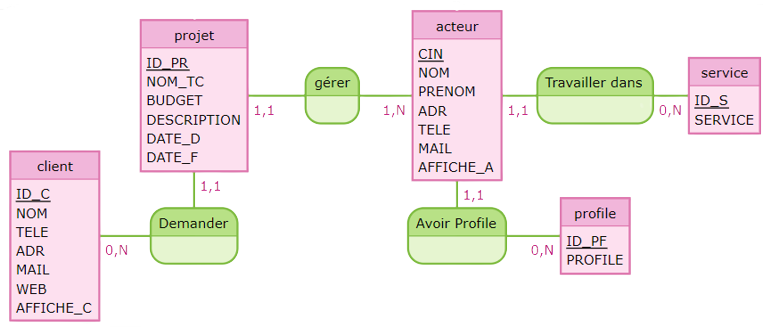 projet
ID_PR
NOM_TC
BUDGET
DESCRIPTION
DATE_D
DATE_F
1,1
gérer
1,N
acteur
CIN
NOM
PRENOM
ADR
TELE
MAIL
AFFICHE_A
1,1
Travailler dans
0,N
service
ID_S
SERVICE
client
ID_C
NOM
TELE
ADR
MAIL
WEB
AFFICHE_C
0,N
Demander
1,1
1,1
Avoir Profile
0,N
profile
ID_PF
PROFILE